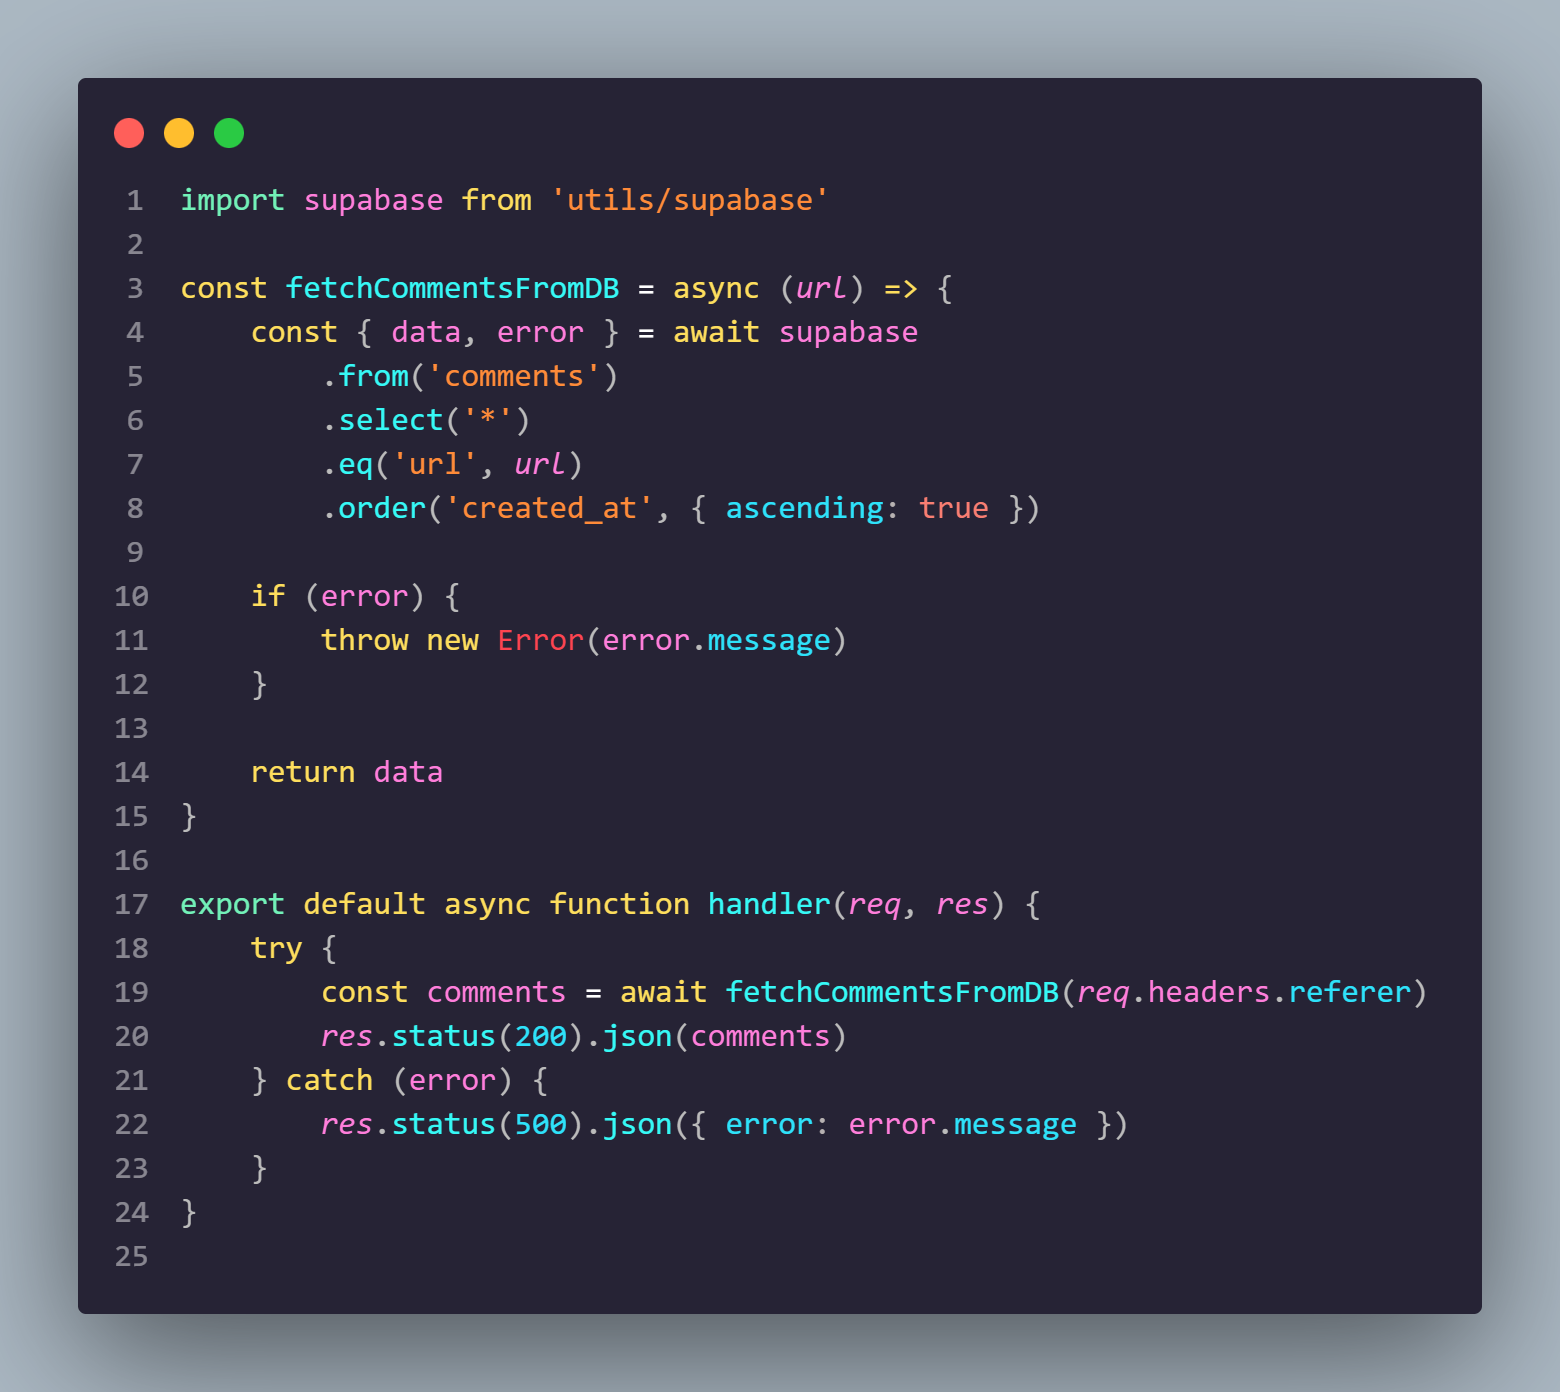 1 import supabase from 'utils/supabase'
2
3 const fetchCommentsFromDB = async (url) => {
4     const { data, error } = await supabase
5         .from('comments')
6         .select('*')
7         .eq('url', url)
8         .order('created_at', { ascending: true })
9
10     if (error) {
11         throw new Error(error.message)
12     }
13
14     return data
15 }
16
17 export default async function handler(req, res) {
18     try {
19         const comments = await fetchCommentsFromDB(req.headers.referer)
20         res.status(200).json(comments)
21     } catch (error) {
22         res.status(500).json({ error: error.message })
23     }
24 }
25